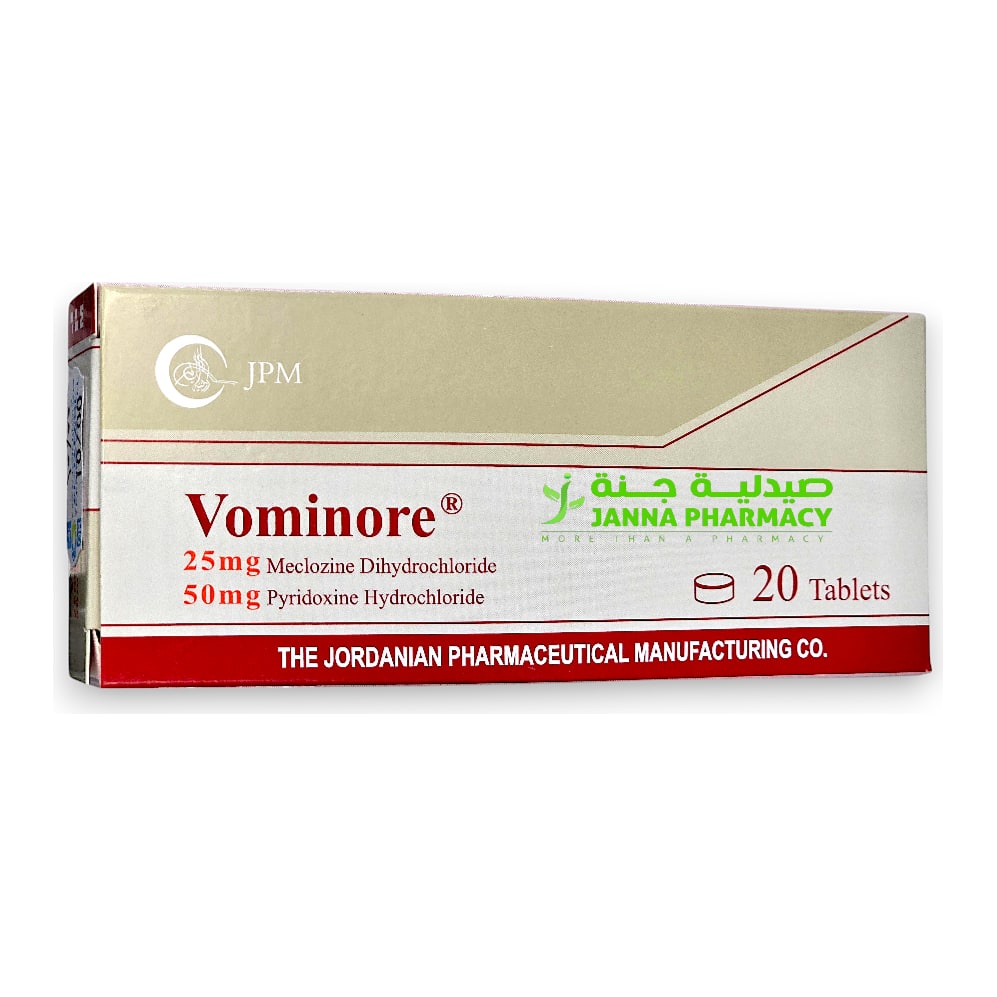 JPM
Vominore®
صيدلية جنة
JANNA PHARMACY
MORE THAN A PHARMACY
25mg Meclozine Dihydrochloride
50mg Pyridoxine Hydrochloride
20 Tablets
THE JORDANIAN PHARMACEUTICAL MANUFACTURING CO.